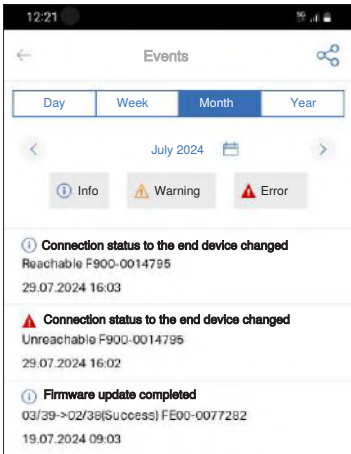 12:21
5G
Events
Day Week Month Year
July 2024
Info Warning Error
Connection status to the end device changed
Reachable F900-0014795
29.07.2024 16:03
Connection status to the end device changed
Unreachable F900-0014795
29.07.2024 16:02
Firmware update completed
03/39->02/38(Success) FE00-0077282
19.07.2024 09:03